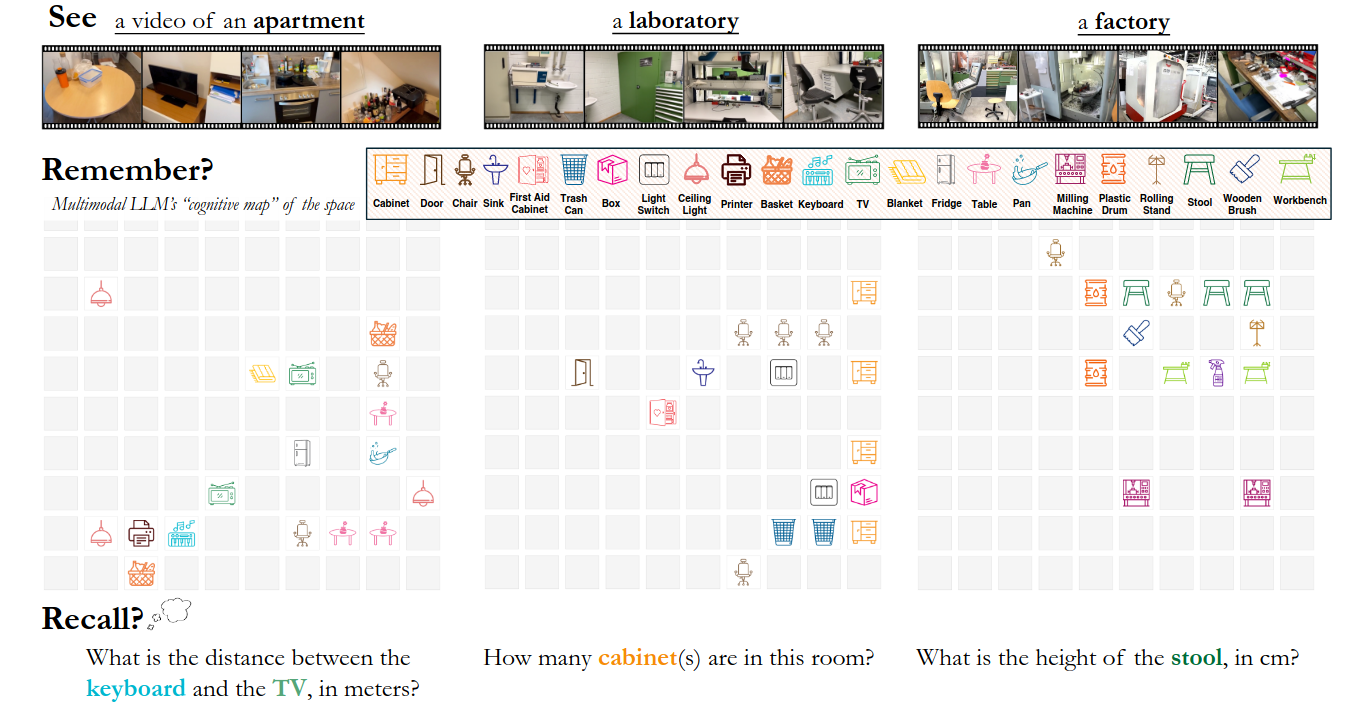 See a video of an apartment
a laboratory
a factory
Remember?
Multimodal LLM's “cognitive map” of the space
Cabinet Door Chair Sink First Aid Cabinet Trash Can Box Light Switch Ceiling Light Printer Basket Keyboard TV Blanket Fridge Table Pan Milling Machine Plastic Drum Rolling Stand Stool Wooden Brush Workbench
Recall?
What is the distance between the
keyboard and the TV, in meters?
How many cabinet(s) are in this room?
What is the height of the stool, in cm?